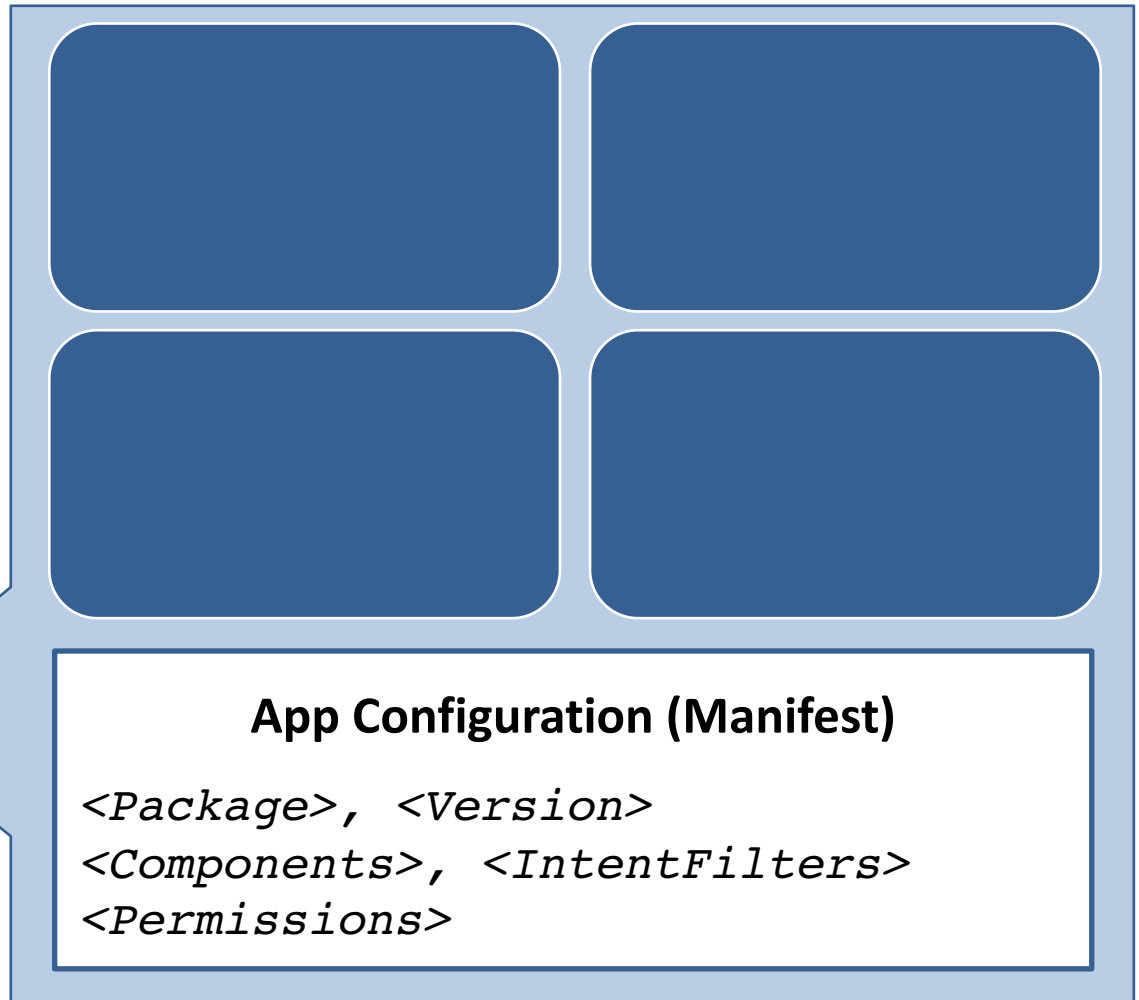 App Configuration (Manifest)
<Package>, <Version>
<Components>, <IntentFilters>
<Permissions>